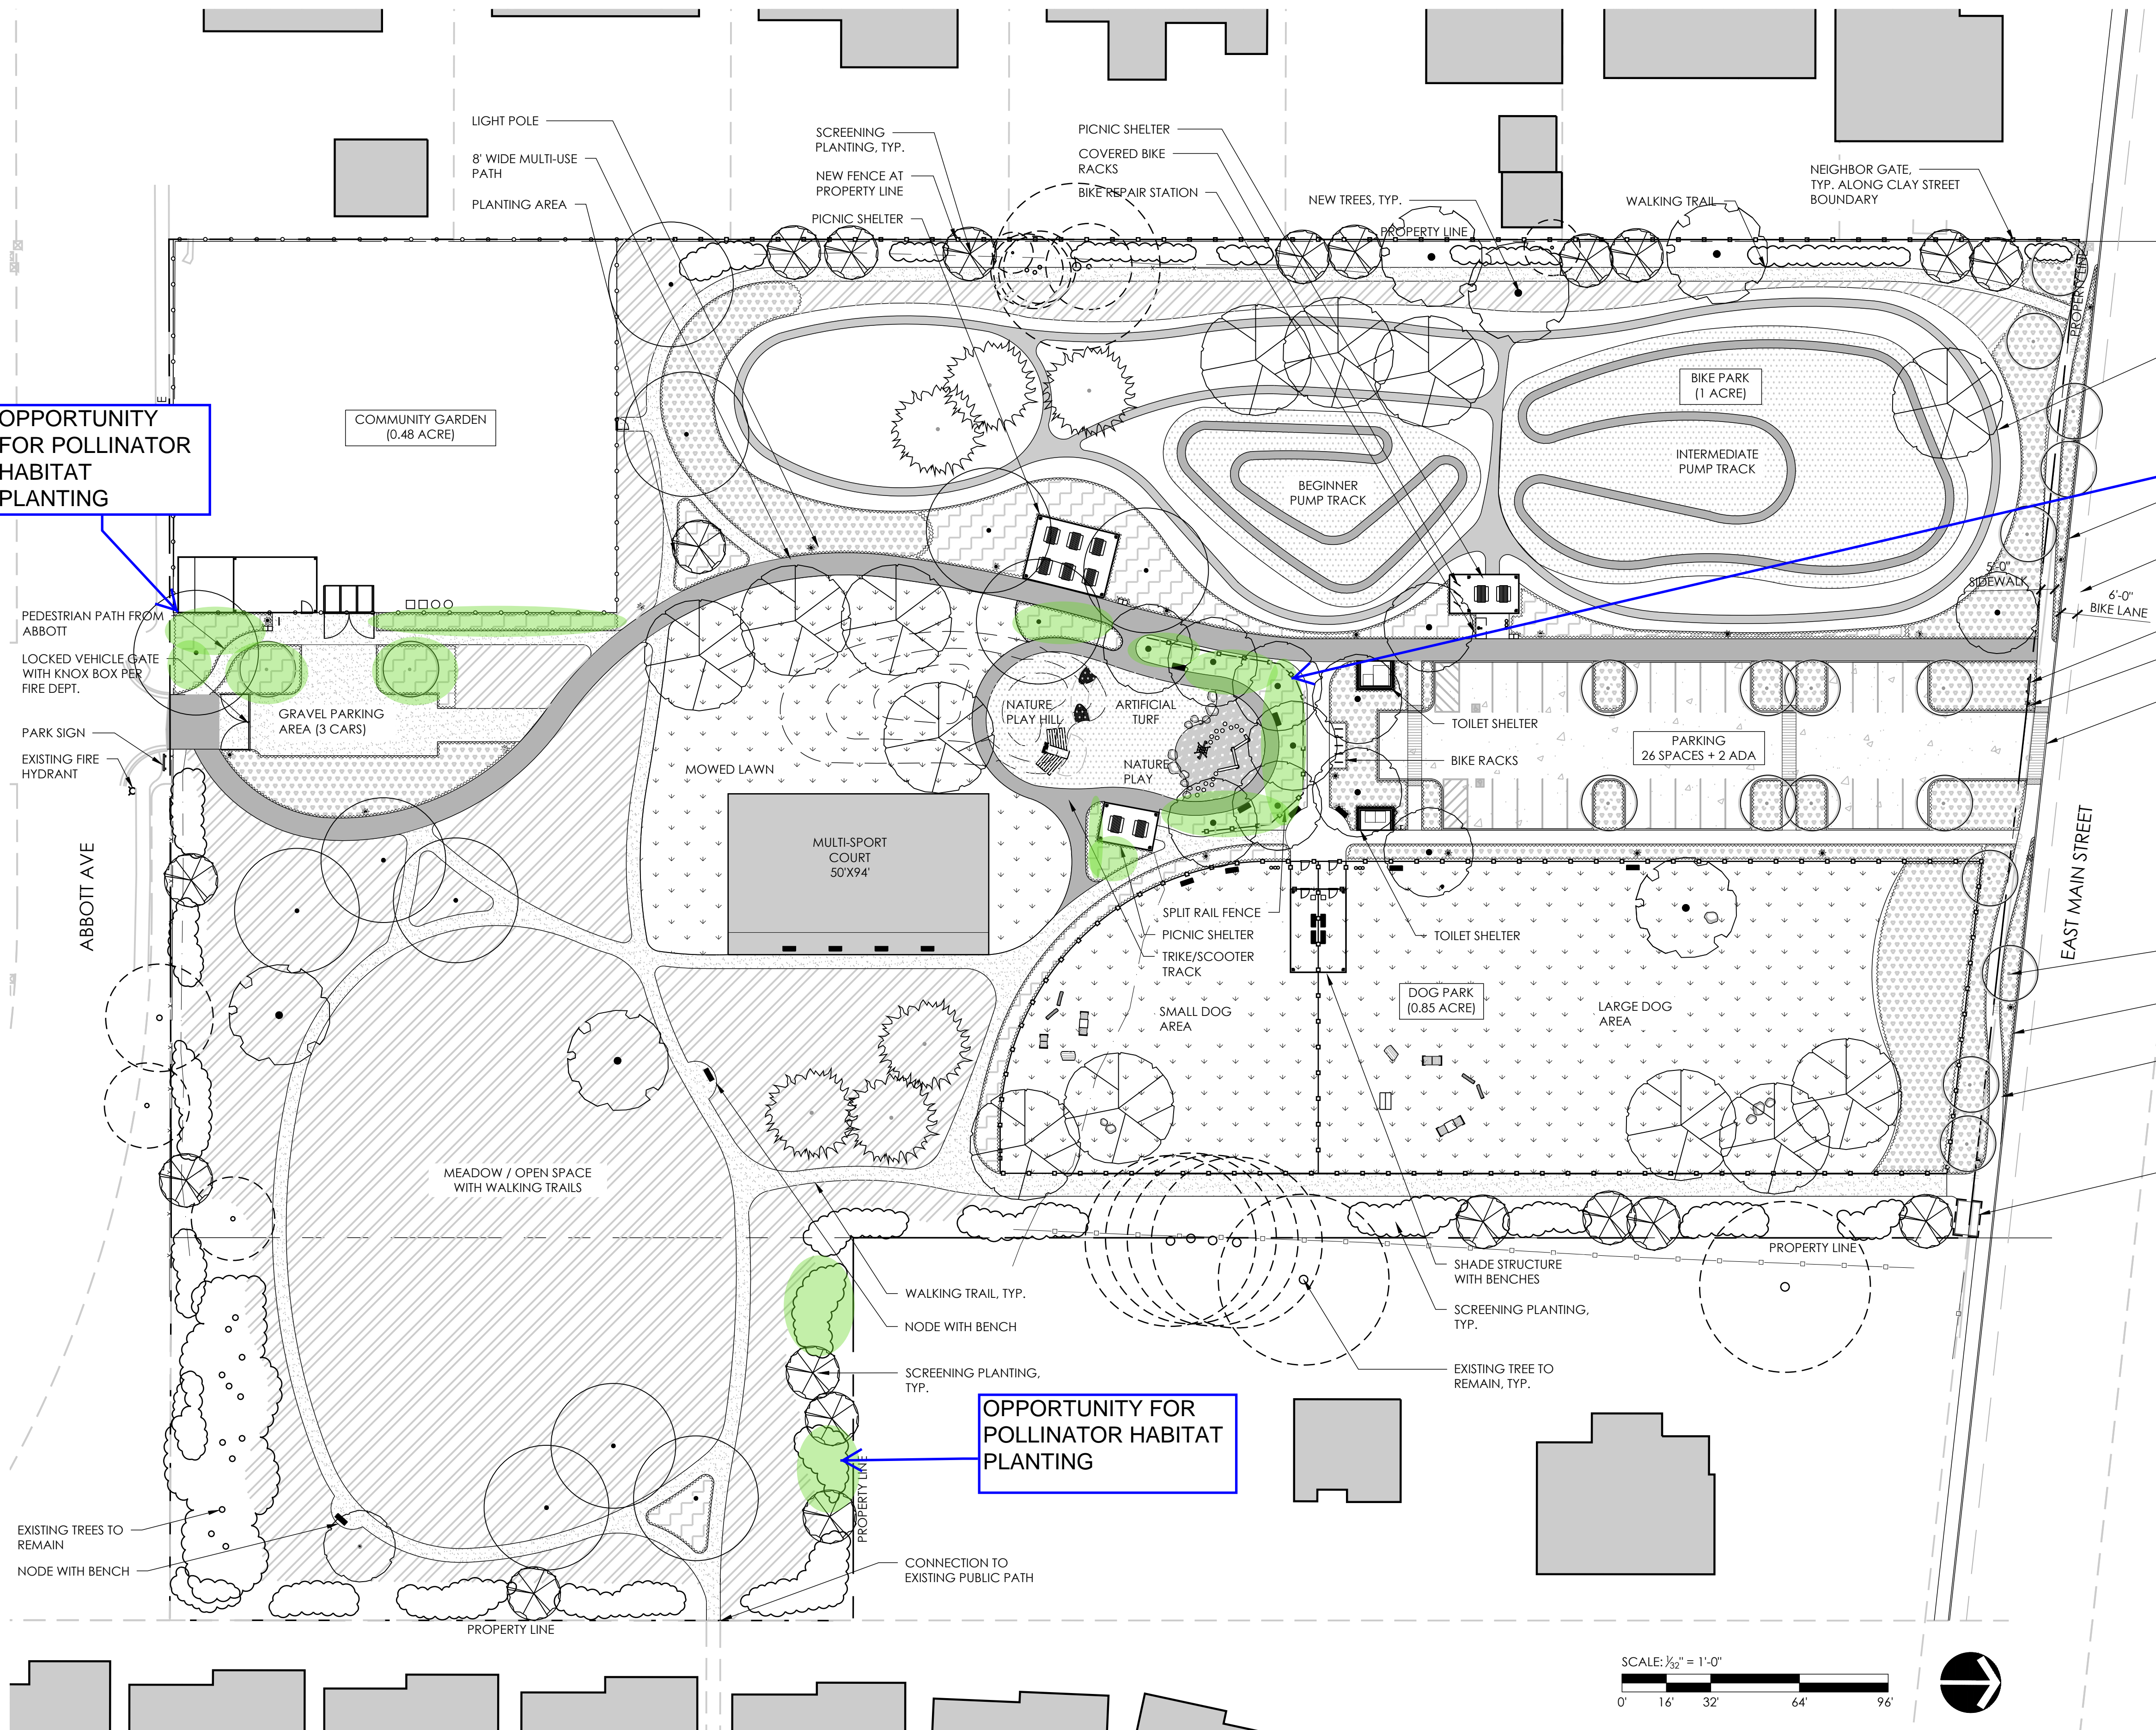 LIGHT POLE
8' WIDE MULTI-USE
PATH
PLANTING AREA
SCREENING
PLANTING, TYP.
NEW FENCE AT
PROPERTY LINE
PICNIC SHELTER
PICNIC SHELTER
COVERED BIKE
RACKS
BIKE REPAIR STATION
NEW TREES, TYP.
PROPERTY LINE
WALKING TRAIL
NEIGHBOR GATE,
TYP. ALONG CLAY STREET
BOUNDARY
PROPERTY LINE
OPPORTUNITY
FOR POLLINATOR
HABITAT
PLANTING
E
COMMUNITY GARDEN
(0.48 ACRE)
BIKE PARK
(1 ACRE)
INTERMEDIATE
PUMP TRACK
BEGINNER
PUMP TRACK
5'-0"
SIDEWALK
6'-0"
BIKE LANE
PEDESTRIAN PATH FROM
ABBOTT
LOCKED VEHICLE GATE
WITH KNOX BOX PER
FIRE DEPT.
PARK SIGN
EXISTING FIRE
HYDRANT
GRAVEL PARKING
AREA (3 CARS)
MOWED LAWN
NATURE
PLAY HILL
ARTIFICIAL
TURF
NATURE
PLAY
TOILET SHELTER
BIKE RACKS
PARKING
26 SPACES + 2 ADA
MULTI-SPORT
COURT
50'X94'
ABBOTT AVE
EAST MAIN STREET
SPLIT RAIL FENCE
PICNIC SHELTER
TRIKE/SCOOTER
TRACK
TOILET SHELTER
SMALL DOG
AREA
DOG PARK
(0.85 ACRE)
LARGE DOG
AREA
MEADOW / OPEN SPACE
WITH WALKING TRAILS
PROPERTY LINE
WALKING TRAIL, TYP.
NODE WITH BENCH
SCREENING PLANTING,
TYP.
SHADE STRUCTURE
WITH BENCHES
SCREENING PLANTING,
TYP.
EXISTING TREE TO
REMAIN, TYP.
OPPORTUNITY FOR
POLLINATOR HABITAT
PLANTING
PROPERTY LINE
EXISTING TREES TO
REMAIN
NODE WITH BENCH
CONNECTION TO
EXISTING PUBLIC PATH
PROPERTY LINE
SCALE: 1/32" = 1'-0"
0' 16' 32' 64' 96'